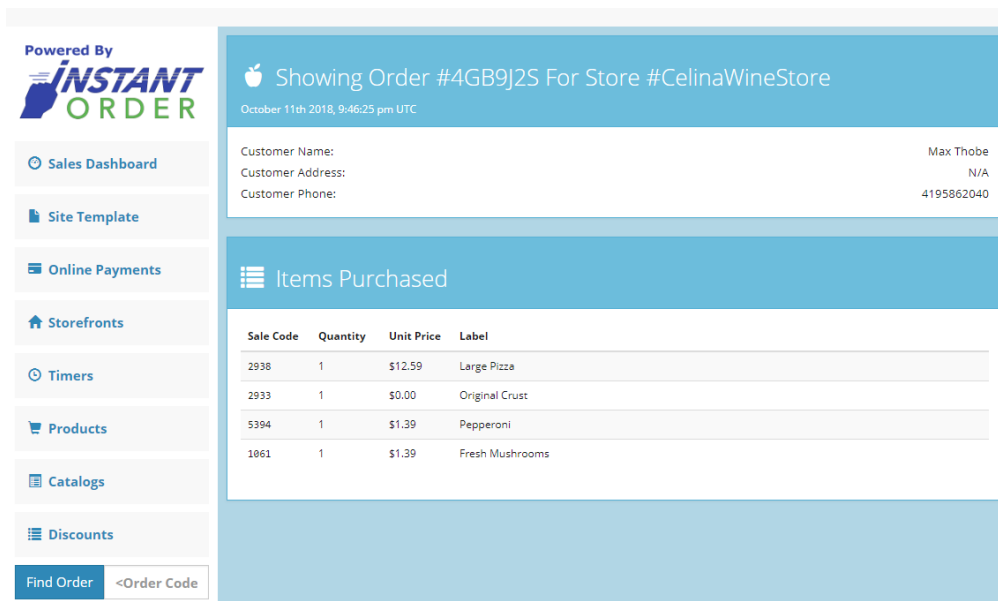 Powered By
INSTANT
ORDER
Sales Dashboard
Site Template
Online Payments
Storefronts
Timers
Products
Catalogs
Discounts
Find Order <Order Code
Showing Order #4GB9J2S For Store #CelinaWineStore
October 11th 2018, 9:46:25 pm UTC
Customer Name: Max Thobe
Customer Address: N/A
Customer Phone: 4195862040
Items Purchased
Sale Code Quantity Unit Price Label
2938 1 $12.59 Large Pizza
2933 1 $0.00 Original Crust
5394 1 $1.39 Pepperoni
1061 1 $1.39 Fresh Mushrooms